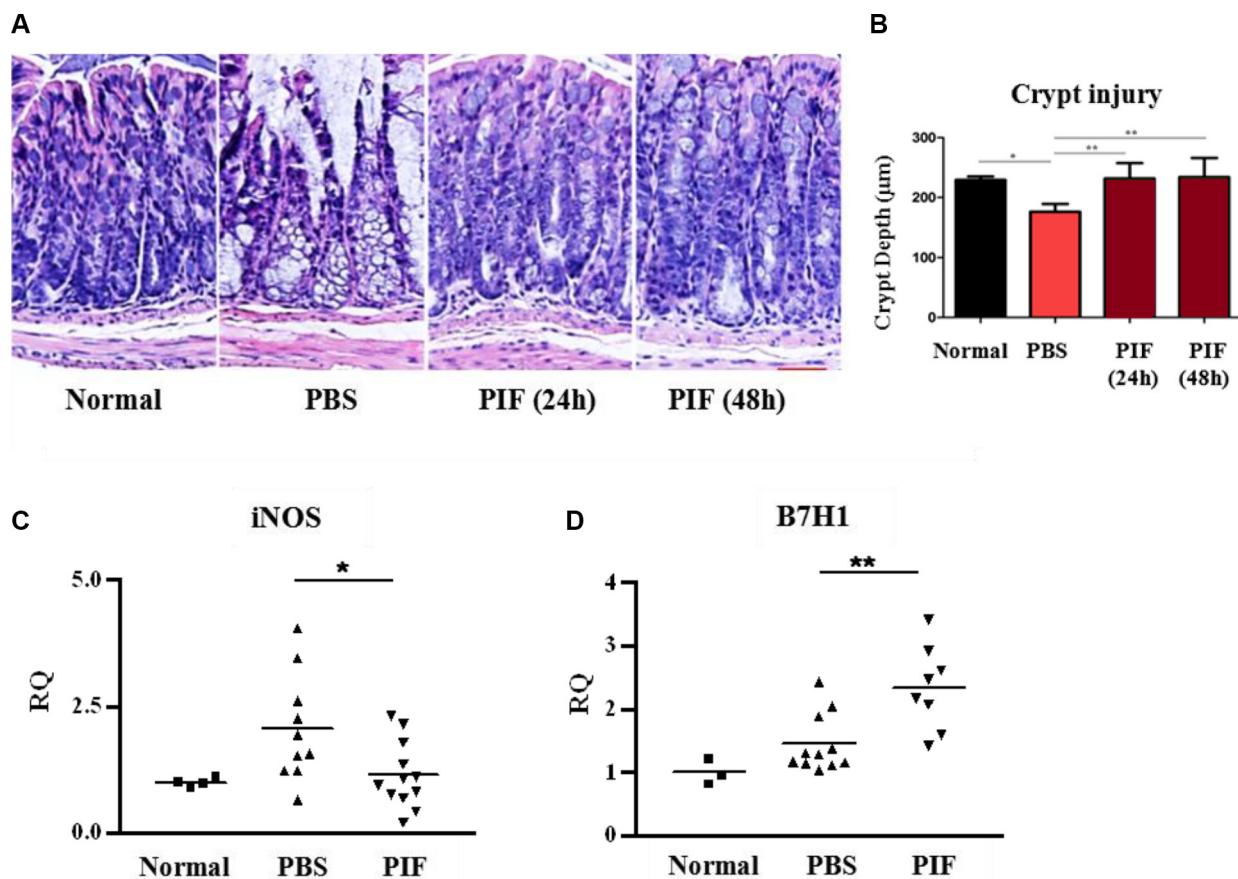 A
Normal
PBS
PIF (24h)
PIF (48h)
B
Crypt injury
Crypt Depth (μm)
300
200
100
0
*
**
**
Normal
PBS
PIF
(24h)
PIF
(48h)
C
iNOS
RQ
5.0
2.5
0.0
*
Normal
PBS
PIF
D
B7H1
RQ
4
3
2
1
0
**
Normal
PBS
PIF